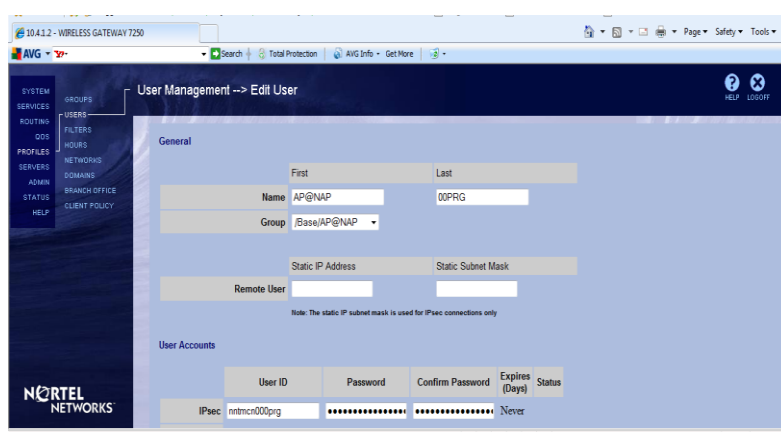 10.4.1.2 - WIRELESS GATEWAY 7250
Page Safety Tools
AVG Search Total Protection AVG Info Get More
User Management --> Edit User
HELP LOGOFF
SYSTEM
SERVICES
ROUTING
QOS
PROFILES
SERVERS
ADMIN
STATUS
HELP
GROUPS
USERS
FILTERS
HOURS
NETWORKS
DOMAINS
BRANCH OFFICE
CLIENT POLICY
General
First Last
Name AP@NAP 00PRG
Group /Base/AP@NAP
Static IP Address Static Subnet Mask
Remote User
Note: The static IP subnet mask is used for IPsec connections only
User Accounts
User ID Password Confirm Password Expires (Days) Status
IPsec nntmcn000prg •••••••••••••••• •••••••••••••••• Never
NORTEL
NETWORKS